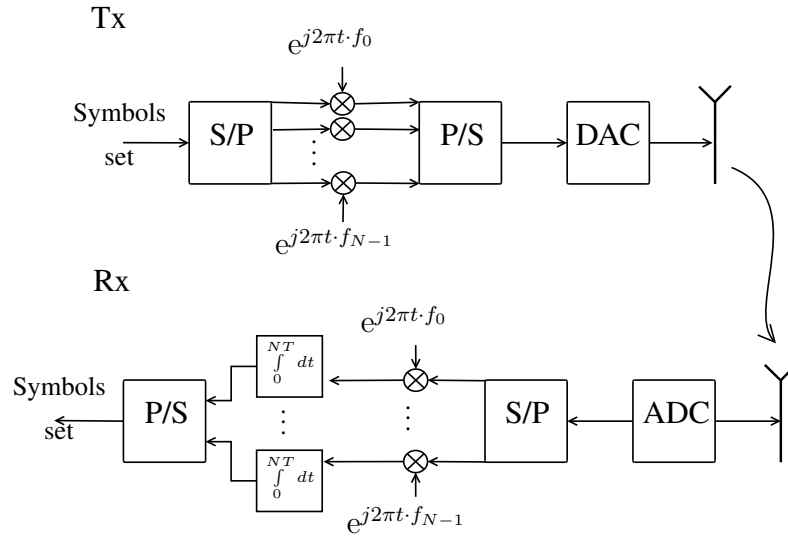 Tx
e^{j2πt·f_0}
Symbols
set
S/P
⋮
P/S
DAC
e^{j2πt·f_{N−1}}
Rx
e^{j2πt·f_0}
∫_0^{NT} dt
Symbols
set
P/S
⋮
⋮
S/P
ADC
∫_0^{NT} dt
e^{j2πt·f_{N−1}}